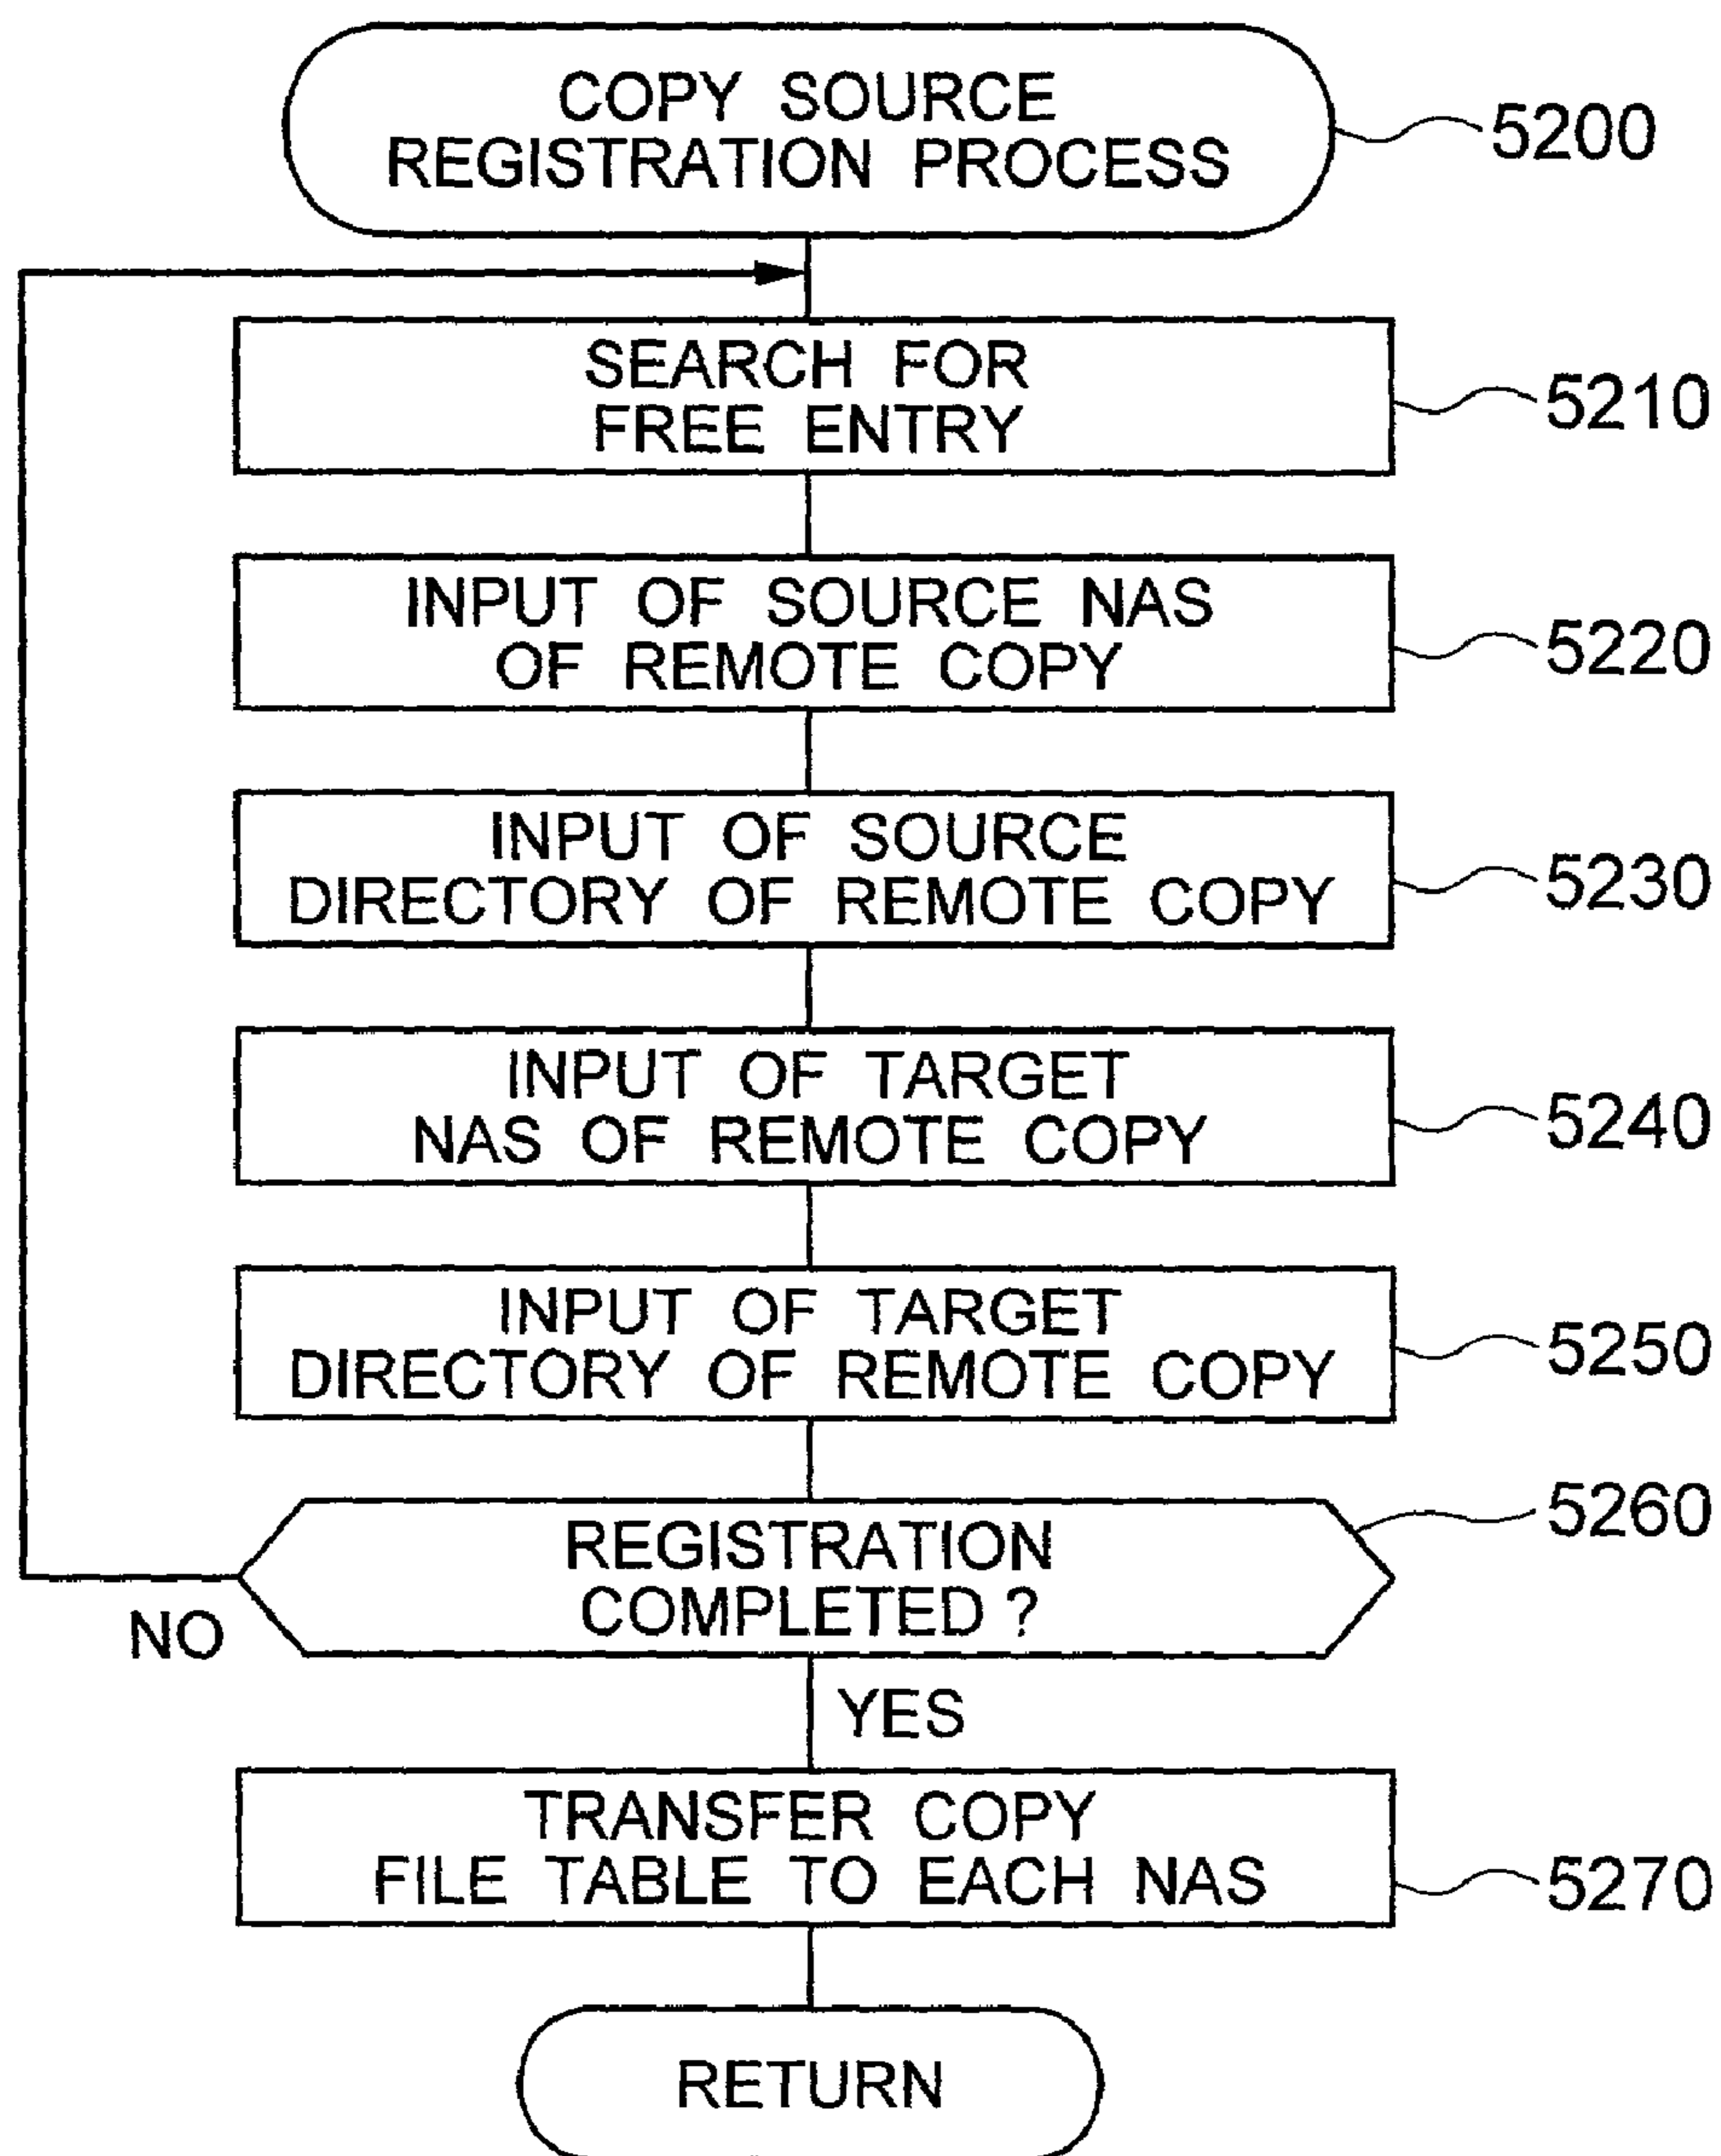 COPY SOURCE
REGISTRATION PROCESS
5200
SEARCH FOR
FREE ENTRY
5210
INPUT OF SOURCE NAS
OF REMOTE COPY
5220
INPUT OF SOURCE
DIRECTORY OF REMOTE COPY
5230
INPUT OF TARGET
NAS OF REMOTE COPY
5240
INPUT OF TARGET
DIRECTORY OF REMOTE COPY
5250
REGISTRATION
COMPLETED ?
5260
NO
YES
TRANSFER COPY
FILE TABLE TO EACH NAS
5270
RETURN